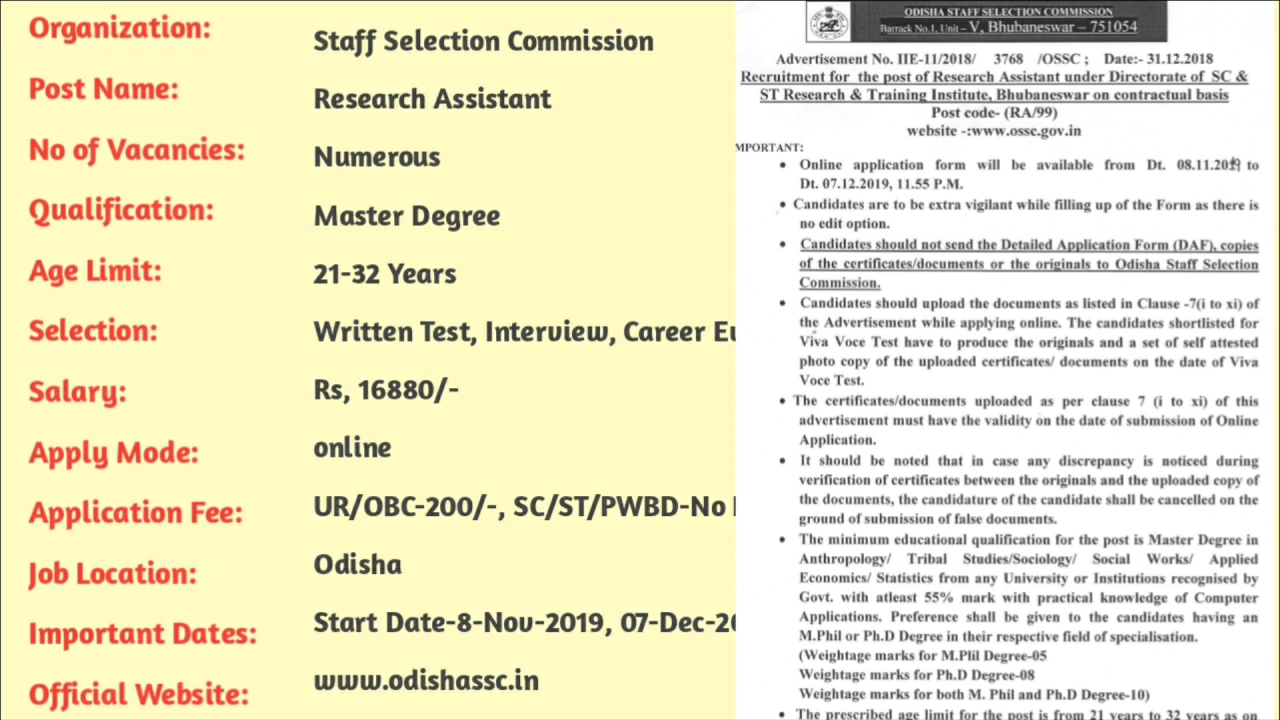 Organization:
Staff Selection Commission
Post Name:
Research Assistant
No of Vacancies:
Numerous
Qualification:
Master Degree
Age Limit:
21-32 Years
Selection:
Written Test, Interview, Career
Salary:
Rs, 16880/-
Apply Mode:
online
Application Fee:
UR/OBC-200/-, SC/ST/PWBD-No
Job Location:
Odisha
Important Dates:
Start Date-8-Nov-2019, 07-Dec-
Official Website:
www.odishassc.in
ODISHA STAFF SELECTION COMMISSION
Barrack No.1, Unit – V, Bhubaneswar – 751054
Advertisement No. IIE-11/2018/ 3768 /OSSC ; Date:- 31.12.2018
Recruitment for the post of Research Assistant under Directorate of SC &
ST Research & Training Institute, Bhubaneswar on contractual basis
Post code- (RA/99)
website -:www.ossc.gov.in
MPORTANT:
• Online application form will be available from Dt. 08.11.2019 to
Dt. 07.12.2019, 11.55 P.M.
• Candidates are to be extra vigilant while filling up of the Form as there is
no edit option.
• Candidates should not send the Detailed Application Form (DAF), copies
of the certificates/documents or the originals to Odisha Staff Selection
Commission.
• Candidates should upload the documents as listed in Clause -7(i to xi) of
the Advertisement while applying online. The candidates shortlisted for
Viva Voce Test have to produce the originals and a set of self attested
photo copy of the uploaded certificates/ documents on the date of Viva
Voce Test.
• The certificates/documents uploaded as per clause 7 (i to xi) of this
advertisement must have the validity on the date of submission of Online
Application.
• It should be noted that in case any discrepancy is noticed during
verification of certificates between the originals and the uploaded copy of
the documents, the candidature of the candidate shall be cancelled on the
ground of submission of false documents.
• The minimum educational qualification for the post is Master Degree in
Anthropology/ Tribal Studies/Sociology/ Social Works/ Applied
Economics/ Statistics from any University or Institutions recognised by
Govt. with atleast 55% mark with practical knowledge of Computer
Applications. Preference shall be given to the candidates having an
M.Phil or Ph.D Degree in their respective field of specialisation.
(Weightage marks for M.Plil Degree-05
Weightage marks for Ph.D Degree-08
Weightage marks for both M. Phil and Ph.D Degree-10)
• The prescribed age limit for the post is from 21 years to 32 years as on